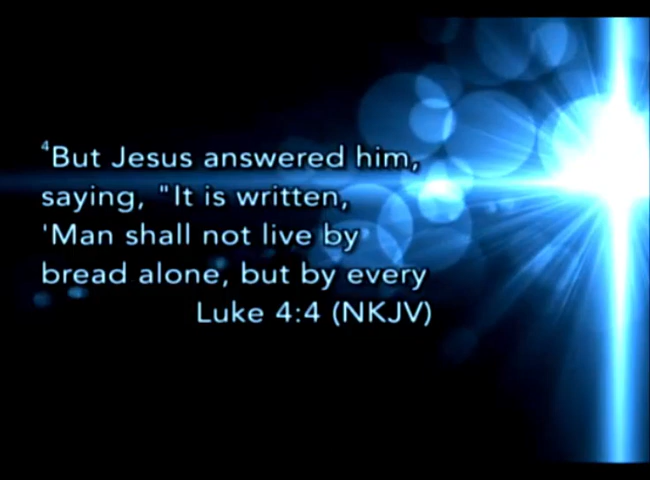 ⁴But Jesus answered him,
saying, "It is written,
'Man shall not live by
bread alone, but by every
Luke 4:4 (NKJV)